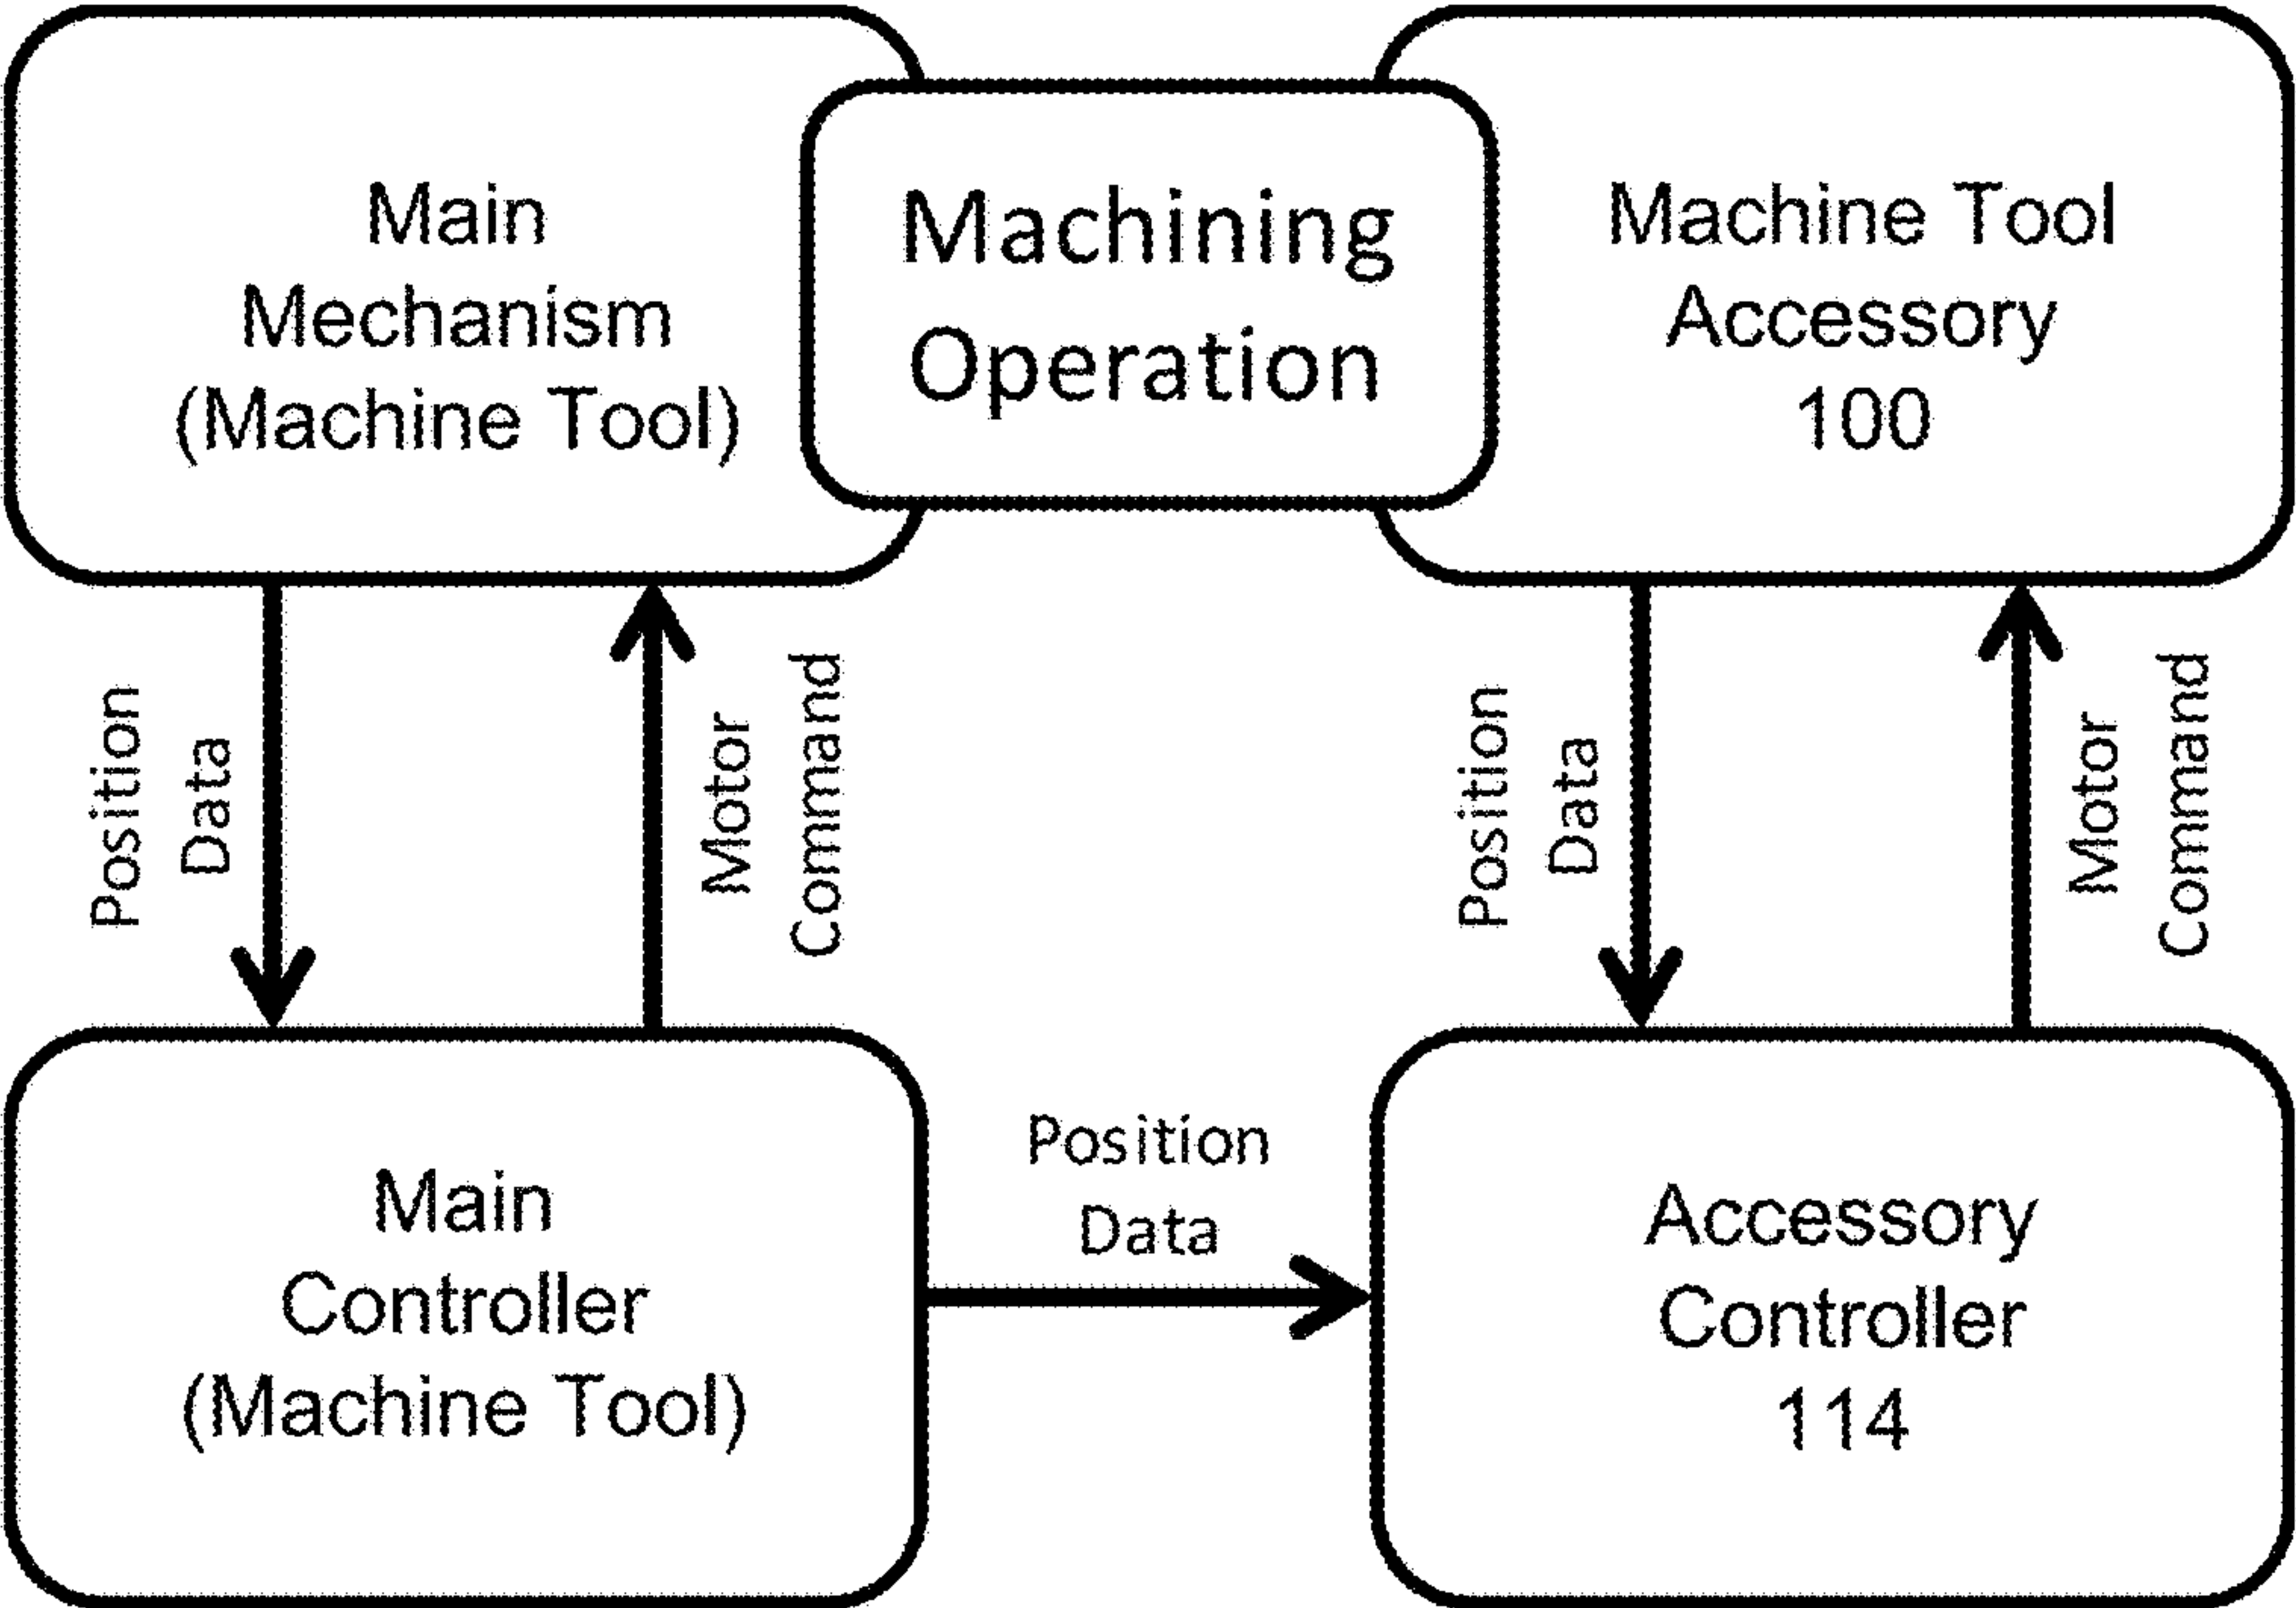 Main
Mechanism
(Machine Tool)
Machining
Operation
Machine Tool
Accessory
100
Position
Data
Motor
Command
Position
Data
Motor
Command
Main
Controller
(Machine Tool)
Position
Data
Accessory
Controller
114